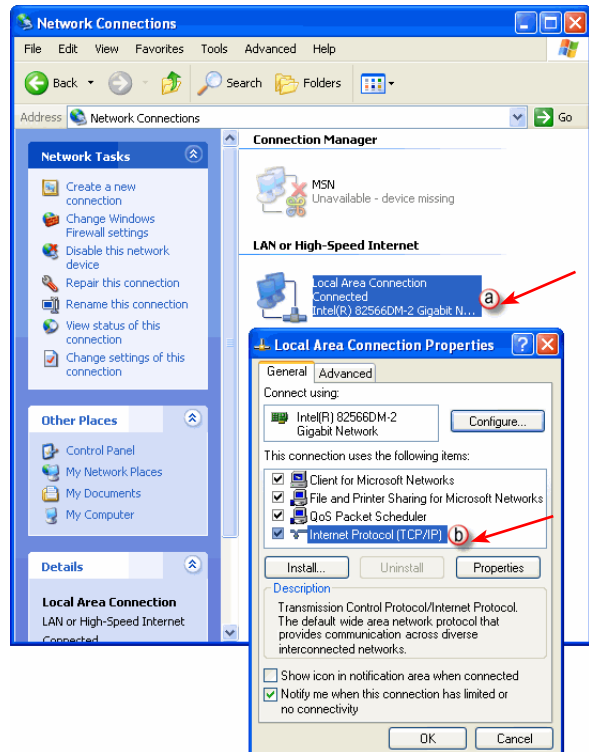 Network Connections
File Edit View Favorites Tools Advanced Help
Back Search Folders
Address Network Connections Go
Network Tasks
Create a new
connection
Change Windows
Firewall settings
Disable this network
device
Repair this connection
Rename this connection
View status of this
connection
Change settings of this
connection
Other Places
Control Panel
My Network Places
My Documents
My Computer
Details
Local Area Connection
LAN or High-Speed Internet
Connected
Connection Manager
MSN
Unavailable - device missing
LAN or High-Speed Internet
Local Area Connection
Connected
Intel(R) 82566DM-2 Gigabit N...
a
Local Area Connection Properties
General Advanced
Connect using:
Intel(R) 82566DM-2
Gigabit Network
Configure...
This connection uses the following items:
Client for Microsoft Networks
File and Printer Sharing for Microsoft Networks
QoS Packet Scheduler
Internet Protocol (TCP/IP) b
Install... Uninstall Properties
Description
Transmission Control Protocol/Internet Protocol.
The default wide area network protocol that
provides communication across diverse
interconnected networks.
Show icon in notification area when connected
Notify me when this connection has limited or
no connectivity
OK Cancel